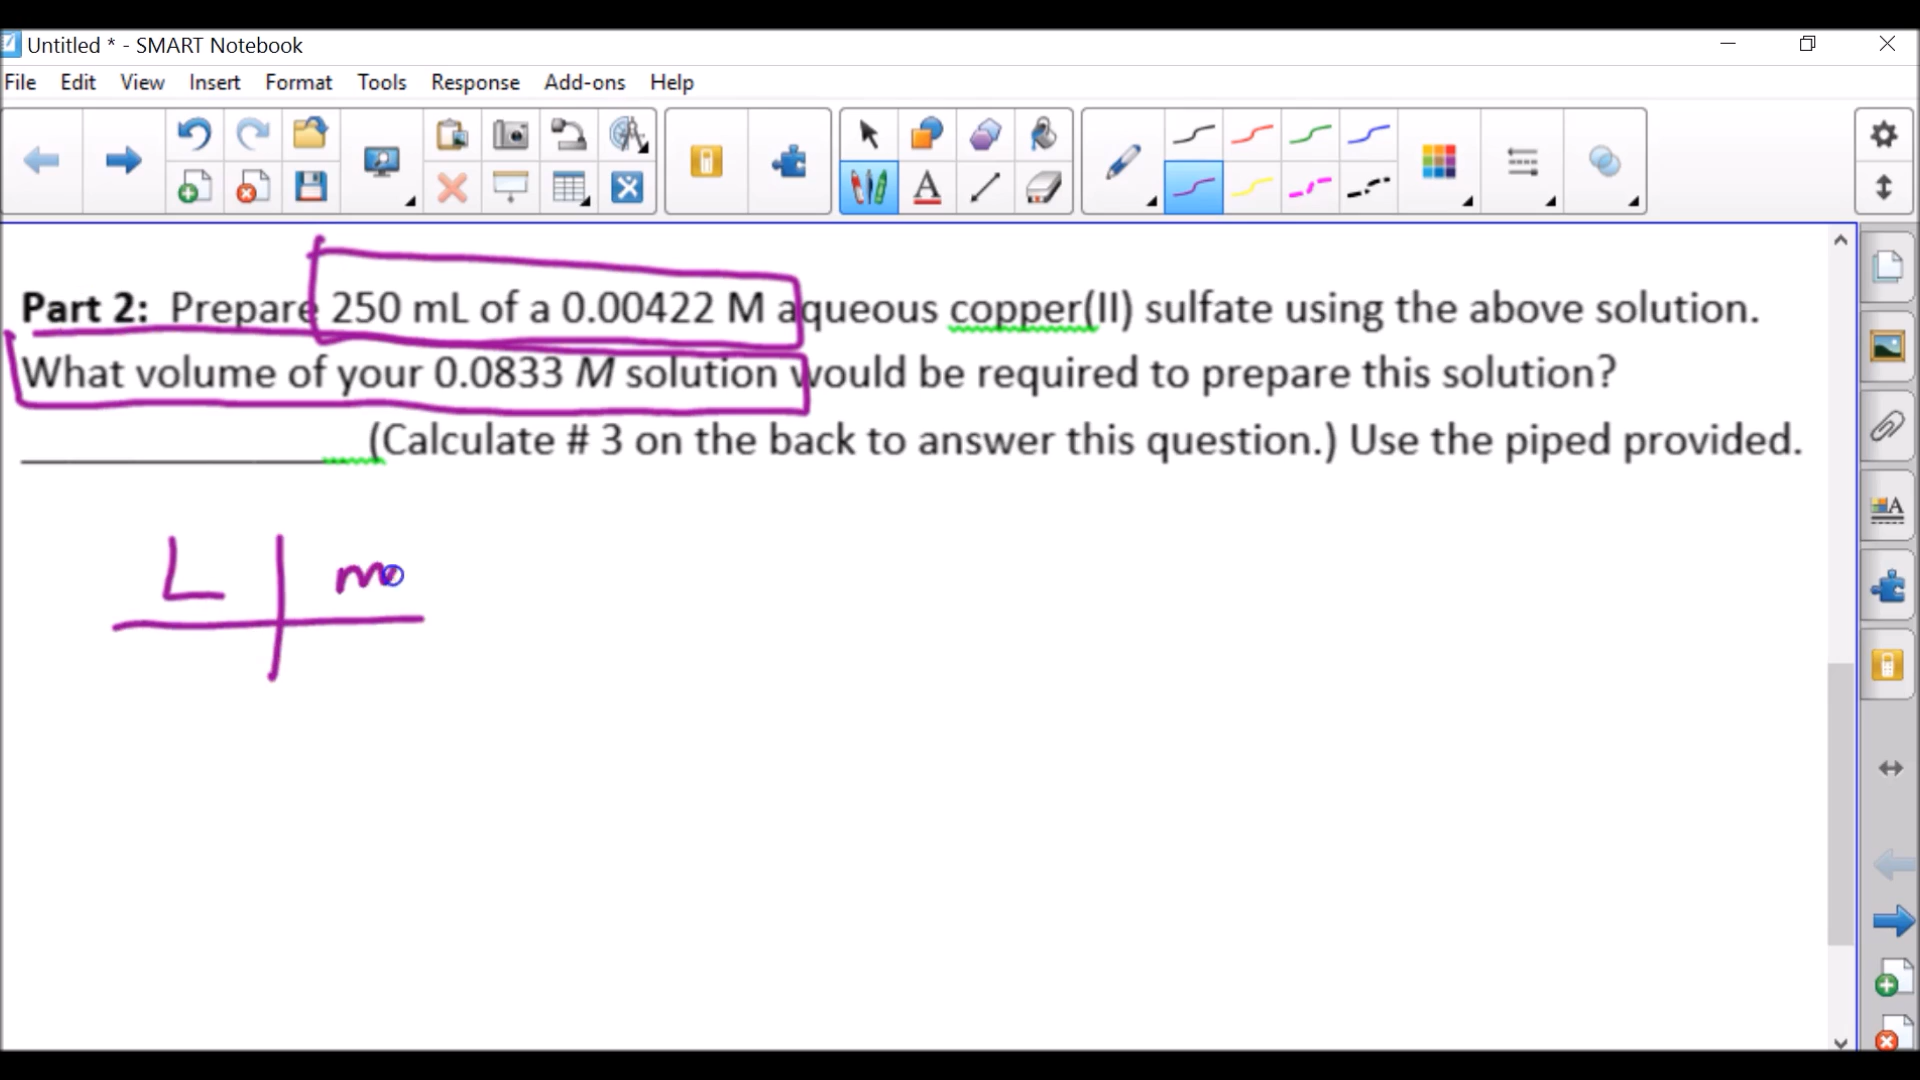 Untitled * - SMART Notebook
File Edit View Insert Format Tools Response Add-ons Help
Part 2: Prepare 250 mL of a 0.00422 M aqueous copper(II) sulfate using the above solution.
What volume of your 0.0833 M solution would be required to prepare this solution?
________________(Calculate # 3 on the back to answer this question.) Use the piped provided.
L m